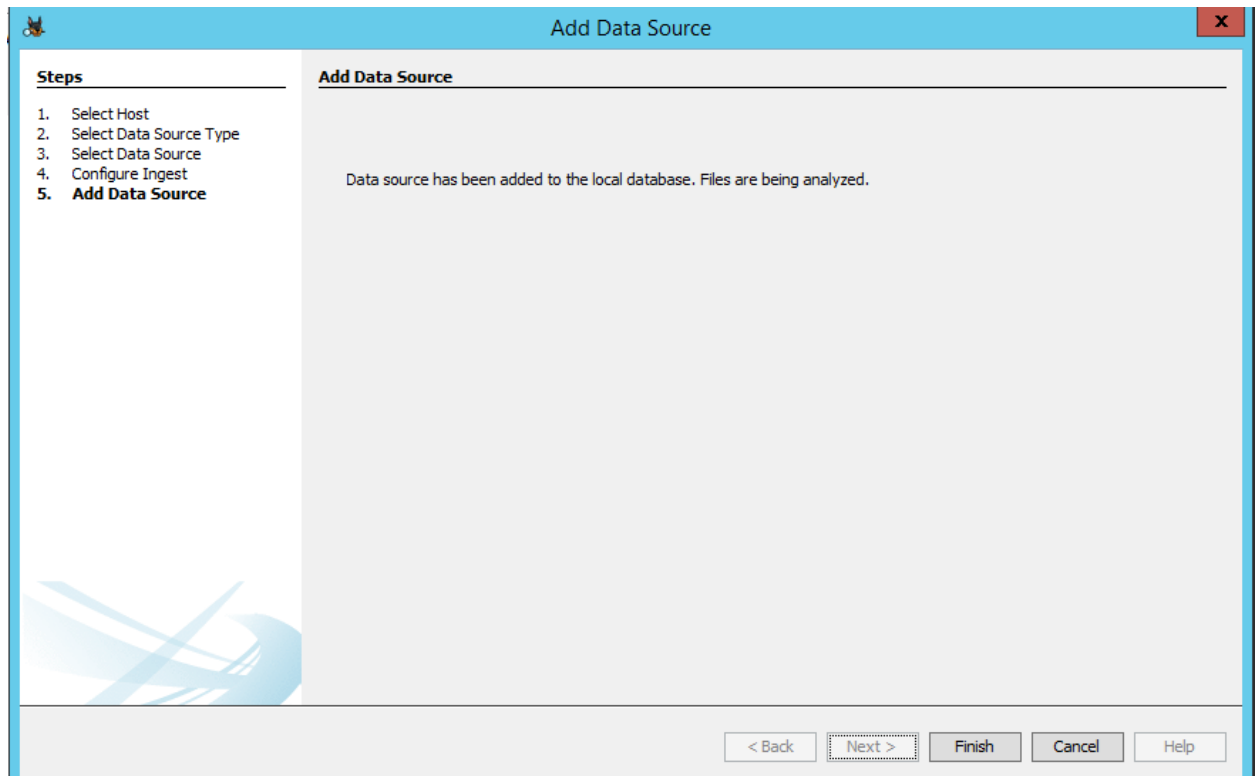 Add Data Source
x
Steps
1. Select Host
2. Select Data Source Type
3. Select Data Source
4. Configure Ingest
5. Add Data Source
Add Data Source
Data source has been added to the local database. Files are being analyzed.
< Back Next > Finish Cancel Help